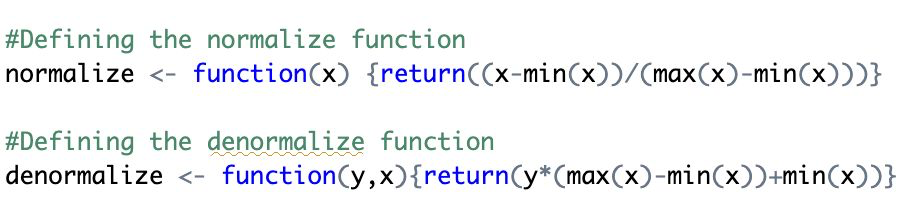 #Defining the normalize function
normalize <- function(x) {return((x-min(x))/(max(x)-min(x)))}
#Defining the denormalize function
denormalize <- function(y,x){return(y*(max(x)-min(x))+min(x))}